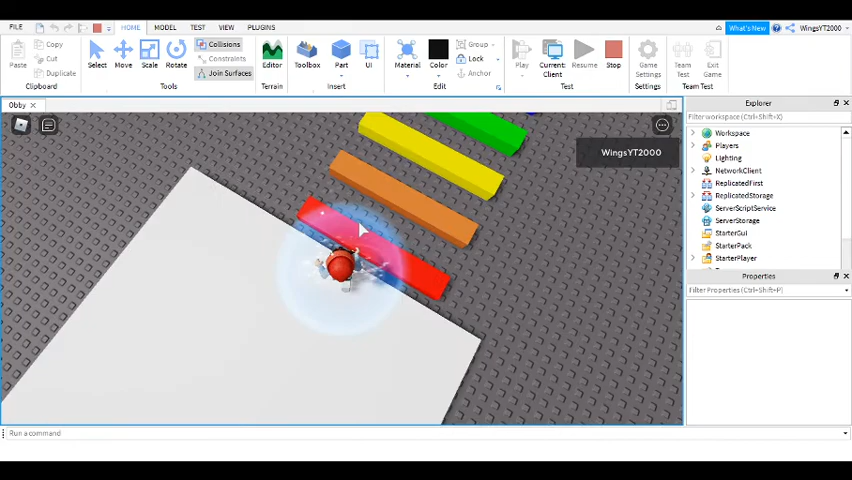 FILE
HOME
MODEL
TEST
VIEW
PLUGINS
What's New
WingsYT2000
Paste
Copy
Cut
Duplicate
Clipboard
Select
Move
Scale
Rotate
Collisions
Constraints
Join Surfaces
Tools
Editor
Terrain
Toolbox
Part
UI
Insert
Material
Color
Group
Lock
Anchor
Edit
Play
Current:
Client
Resume
Stop
Test
Game
Settings
Settings
Team
Test
Exit
Game
Team Test
Obby
WingsYT2000
Explorer
Filter workspace (Ctrl+Shift+X)
Workspace
Players
Lighting
NetworkClient
ReplicatedFirst
ReplicatedStorage
ServerScriptService
ServerStorage
StarterGui
StarterPack
StarterPlayer
Properties
Filter Properties (Ctrl+Shift+P)
Run a command